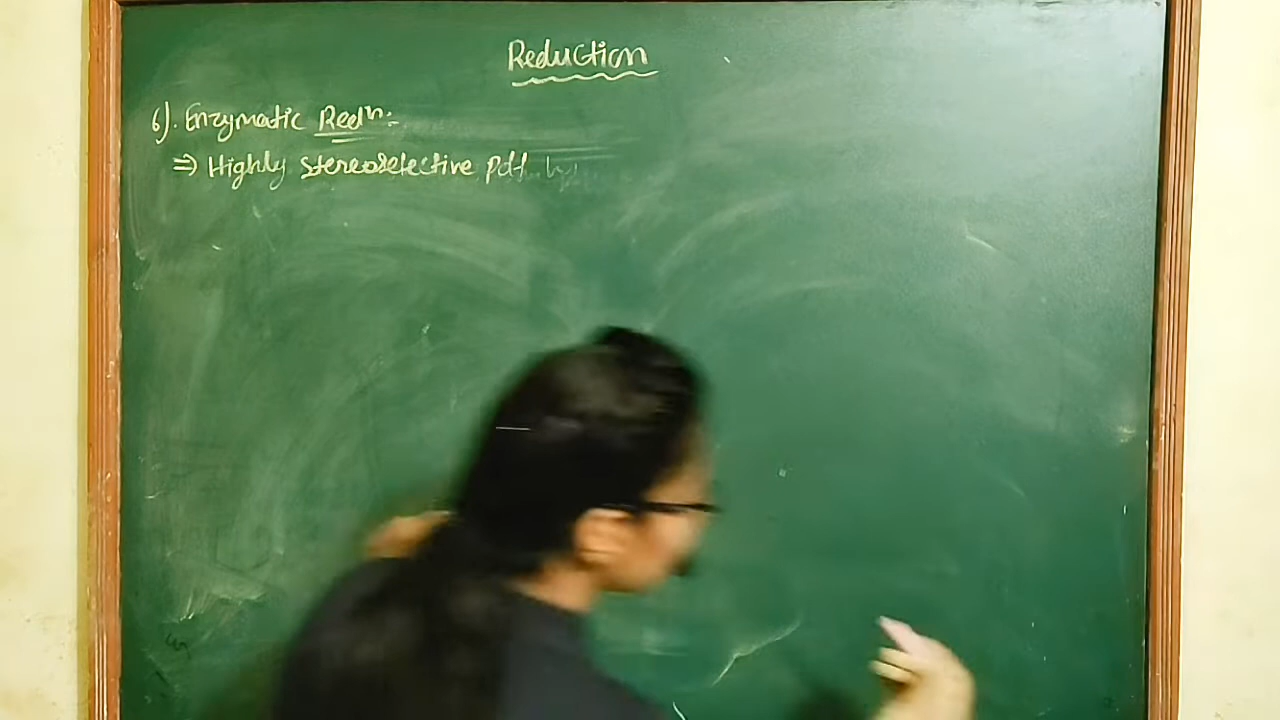 Reduction
6). Enzymatic Redn:-
⇒ Highly stereoselective pdt